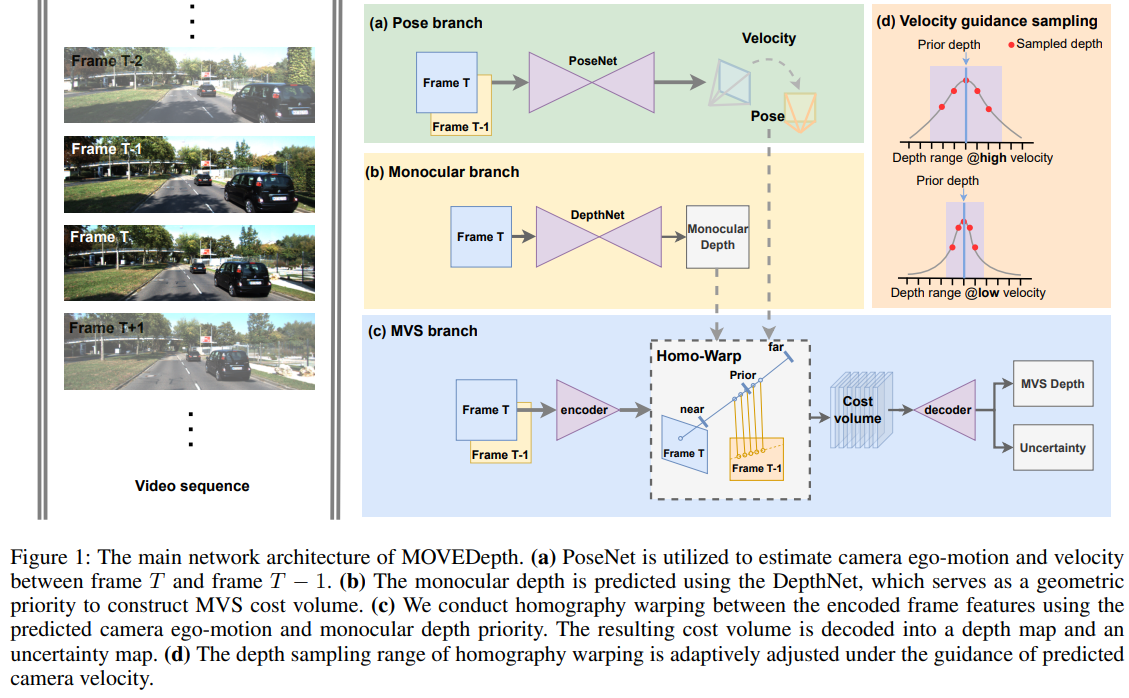 Frame T-2
Frame T-1
Frame T
Frame T+1
Video sequence
(a) Pose branch
Frame T
Frame T-1
PoseNet
Velocity
Pose
(b) Monocular branch
Frame T
DepthNet
Monocular
Depth
(c) MVS branch
Frame T
Frame T-1
encoder
Homo-Warp
far
Prior
near
Frame T
Frame T-1
Cost
volume
decoder
MVS Depth
Uncertainty
(d) Velocity guidance sampling
Prior depth
Sampled depth
Depth range @high velocity
Prior depth
Depth range @low velocity
Figure 1: The main network architecture of MOVEDepth. (a) PoseNet is utilized to estimate camera ego-motion and velocity
between frame T and frame T − 1. (b) The monocular depth is predicted using the DepthNet, which serves as a geometric
priority to construct MVS cost volume. (c) We conduct homography warping between the encoded frame features using the
predicted camera ego-motion and monocular depth priority. The resulting cost volume is decoded into a depth map and an
uncertainty map. (d) The depth sampling range of homography warping is adaptively adjusted under the guidance of predicted
camera velocity.